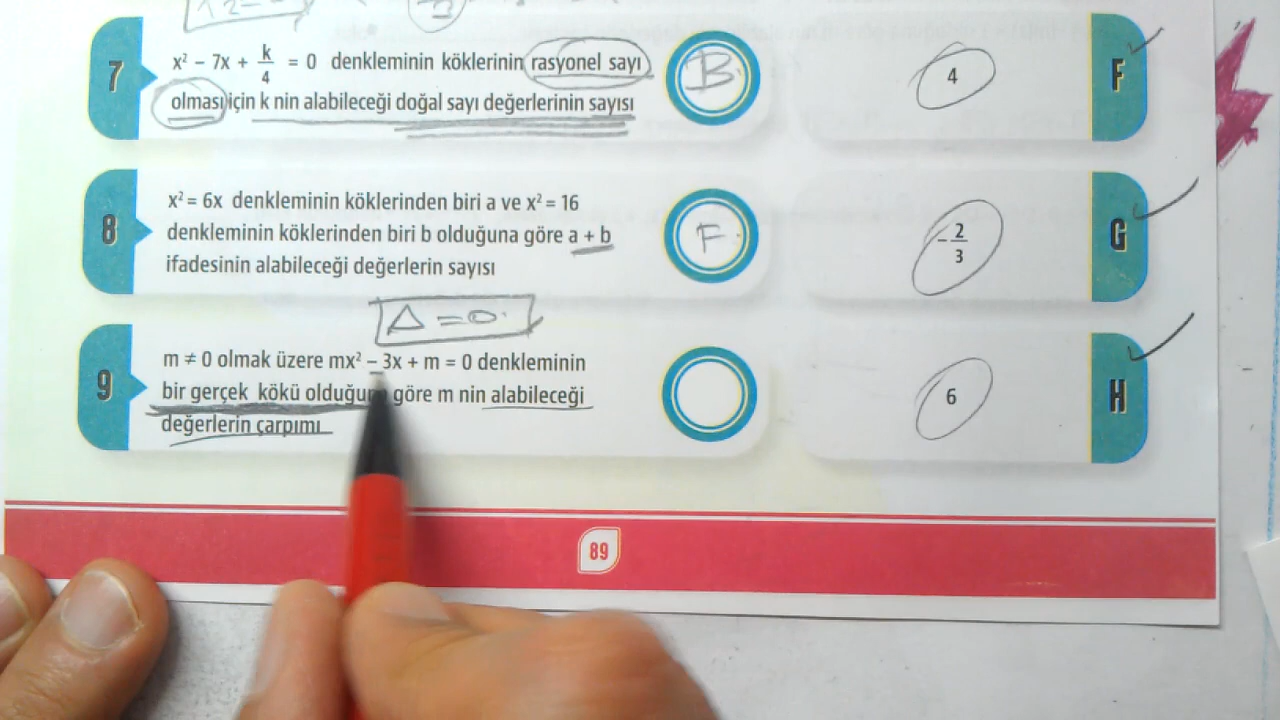 7
x² − 7x + k/4 = 0 denkleminin köklerinin rasyonel sayı
olması için k nin alabileceği doğal sayı değerlerinin sayısı
B
4
F
8
x² = 6x denkleminin köklerinden biri a ve x² = 16
denkleminin köklerinden biri b olduğuna göre a + b
ifadesinin alabileceği değerlerin sayısı
F
-2/3
G
Δ = 0
9
m ≠ 0 olmak üzere mx² − 3x + m = 0 denkleminin
bir gerçek kökü göre m nin alabileceği
değerlerin çarpımı
6
H
89